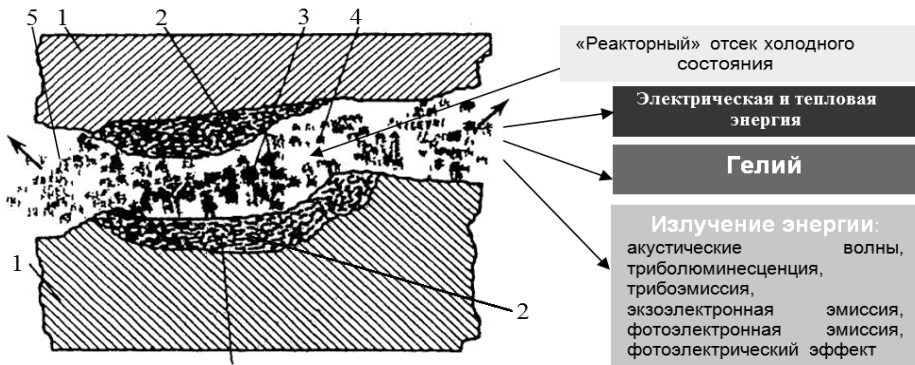 5 1 2 3 4
1
2
«Реакторный» отсек холодного
состояния
Электрическая и тепловая
энергия
Гелий
Излучение энергии:
акустические волны,
триболюминесценция,
трибоэмиссия,
экзоэлектронная эмиссия,
фотоэлектронная эмиссия,
фотоэлектрический эффект